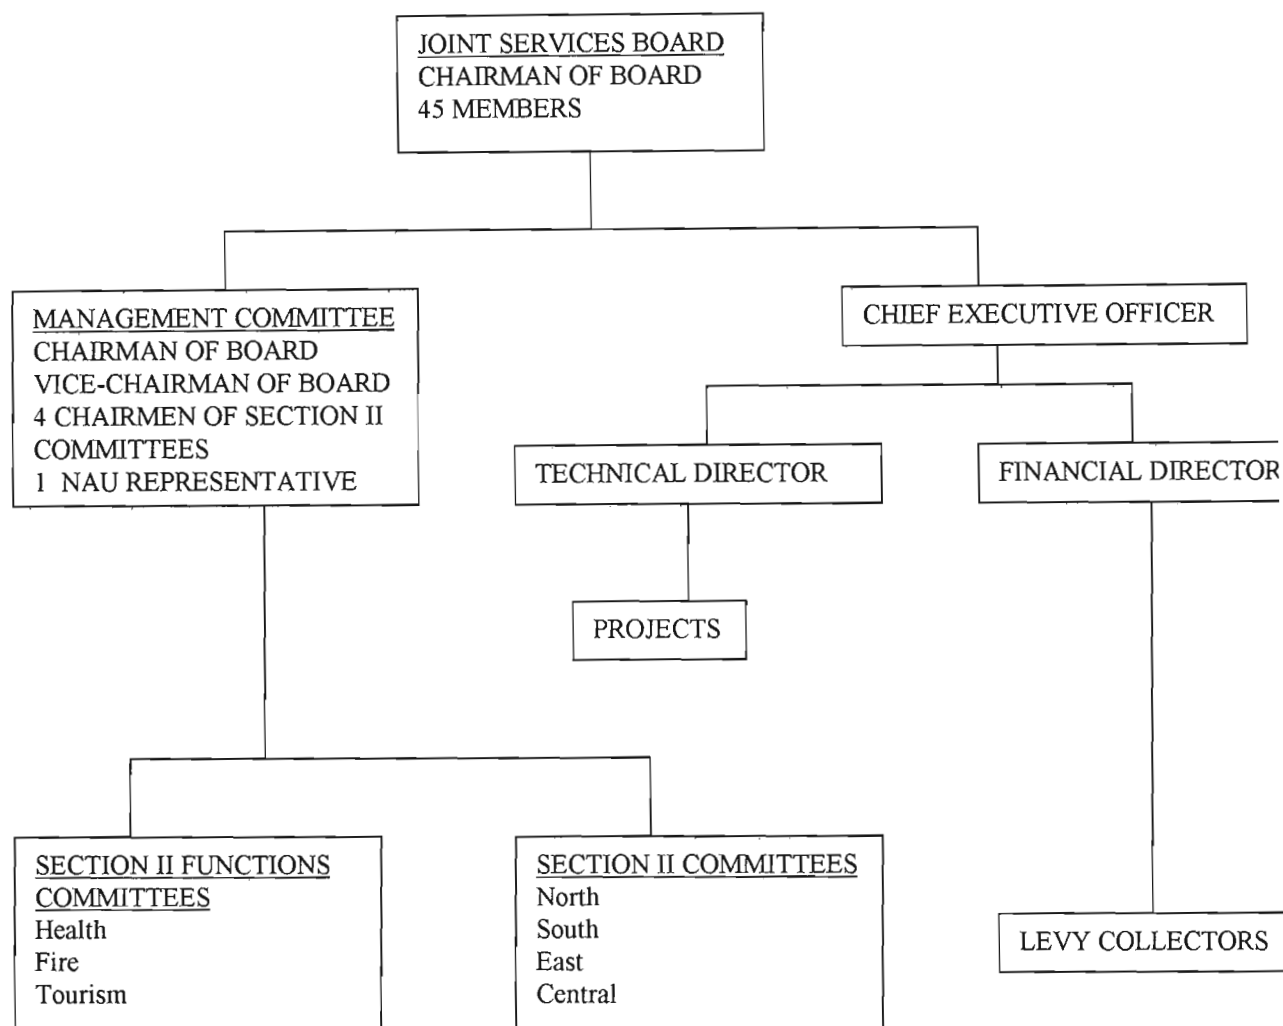 JOINT SERVICES BOARD
CHAIRMAN OF BOARD
45 MEMBERS
MANAGEMENT COMMITTEE
CHAIRMAN OF BOARD
VICE-CHAIRMAN OF BOARD
4 CHAIRMEN OF SECTION II
COMMITTEES
1 NAU REPRESENTATIVE
CHIEF EXECUTIVE OFFICER
TECHNICAL DIRECTOR
FINANCIAL DIRECTOR
PROJECTS
SECTION II FUNCTIONS
COMMITTEES
Health
Fire
Tourism
SECTION II COMMITTEES
North
South
East
Central
LEVY COLLECTORS